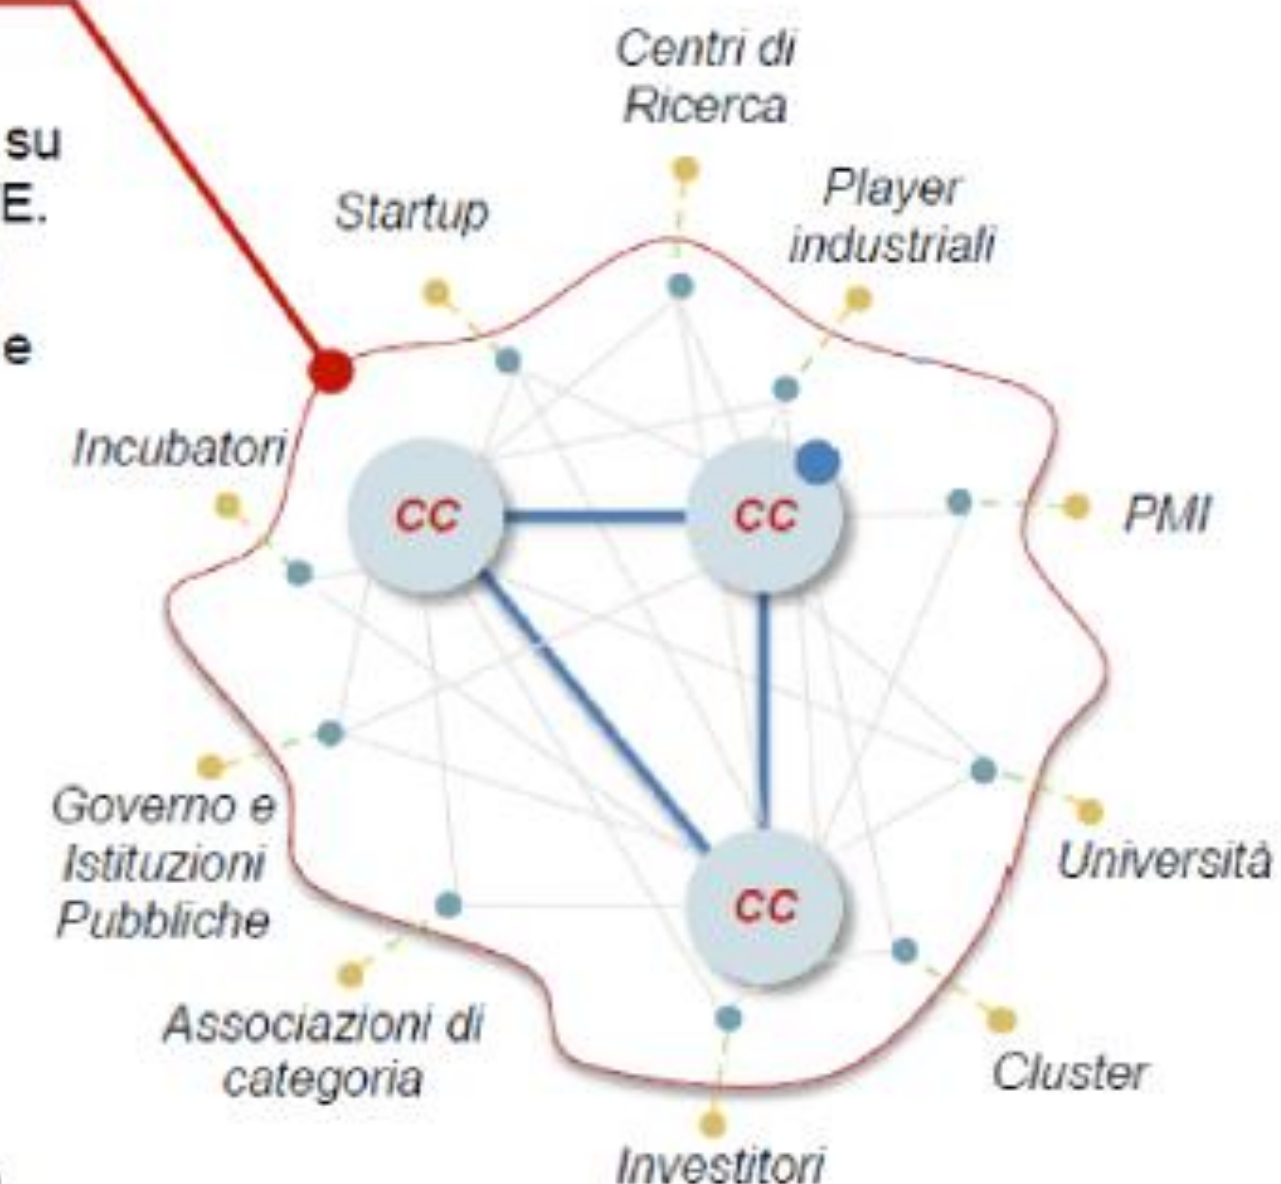 Centri di
Ricerca
su
E.
Player
industriali
Startup
e
Incubatori
CC
CC
PMI
Governo e
Istituzioni
Pubbliche
Università
CC
Associazioni di
categoria
Cluster
Investitori